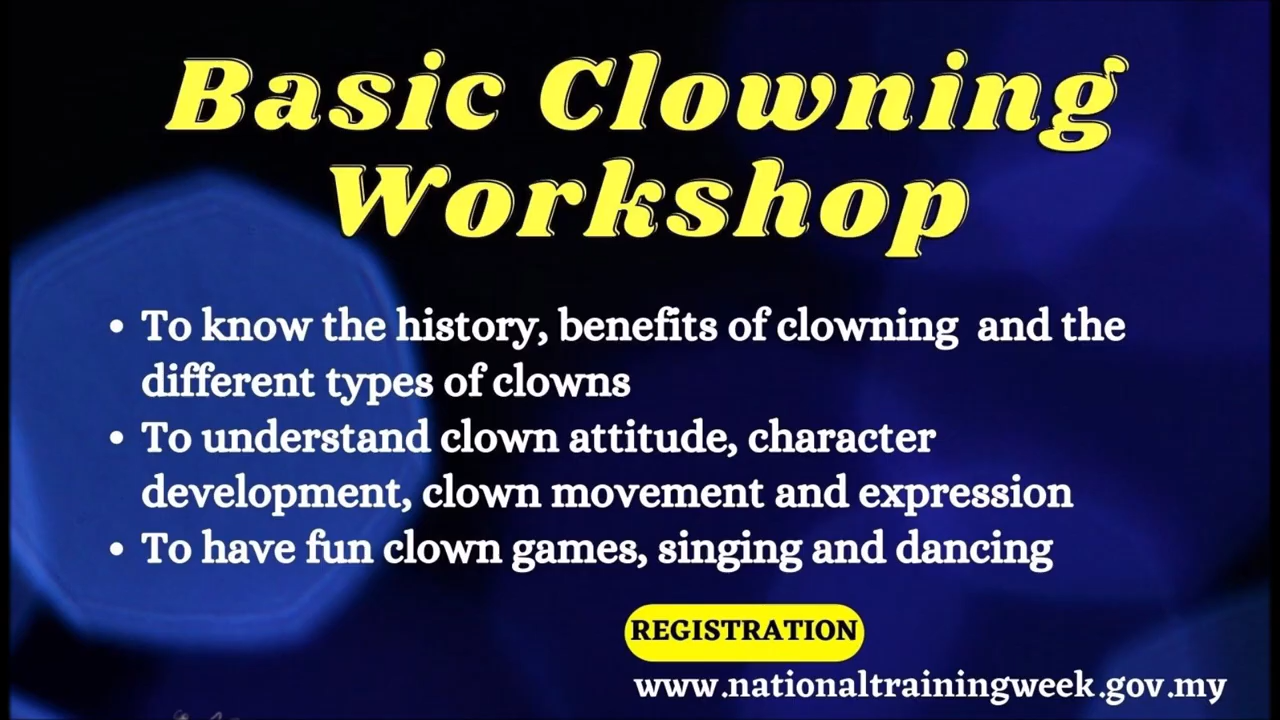 Basic Clowning
Workshop
• To know the history, benefits of clowning  and the
different types of clowns
• To understand clown attitude, character
development, clown movement and expression
• To have fun clown games, singing and dancing
REGISTRATION
www.nationaltrainingweek.gov.my